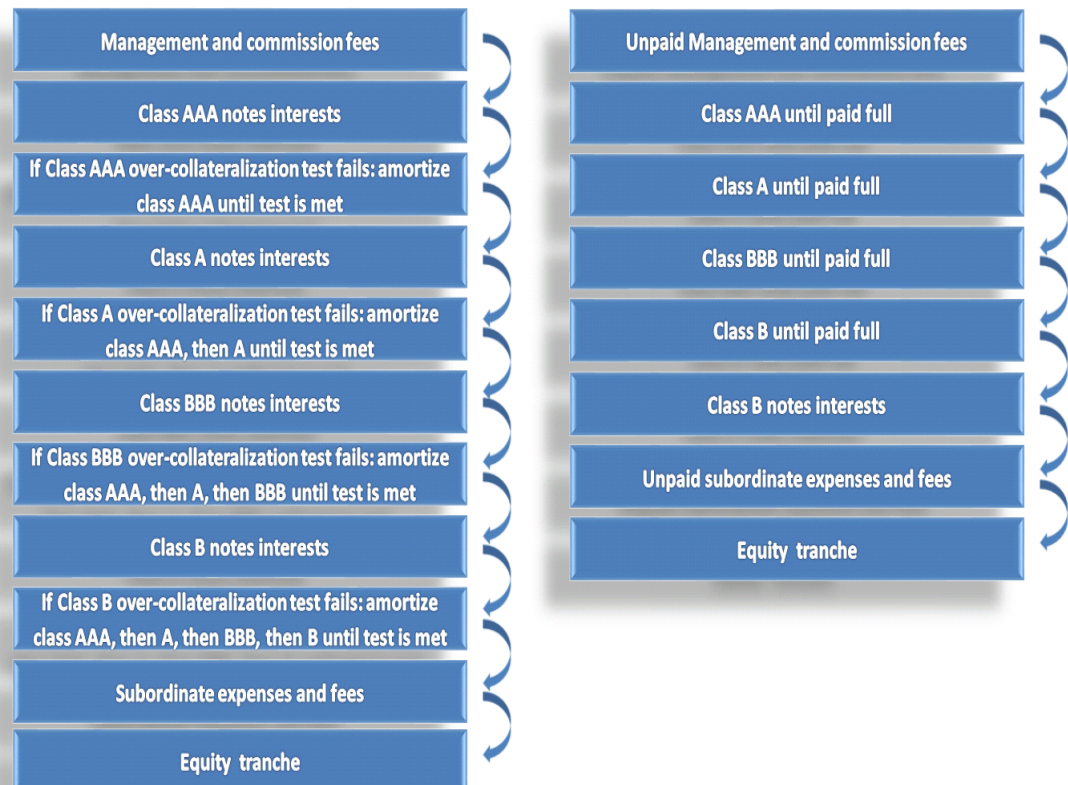 Management and commission fees
Class AAA notes interests
If Class AAA over-collateralization test fails: amortize
class AAA until test is met
Class A notes interests
If Class A over-collateralization test fails: amortize
class AAA, then A until test is met
Class BBB notes interests
If Class BBB over-collateralization test fails: amortize
class AAA, then A, then BBB until test is met
Class B notes interests
If Class B over-collateralization test fails: amortize
class AAA, then A, then BBB, then B until test is met
Subordinate expenses and fees
Equity tranche
Unpaid Management and commission fees
Class AAA until paid full
Class A until paid full
Class BBB until paid full
Class B until paid full
Class B notes interests
Unpaid subordinate expenses and fees
Equity tranche